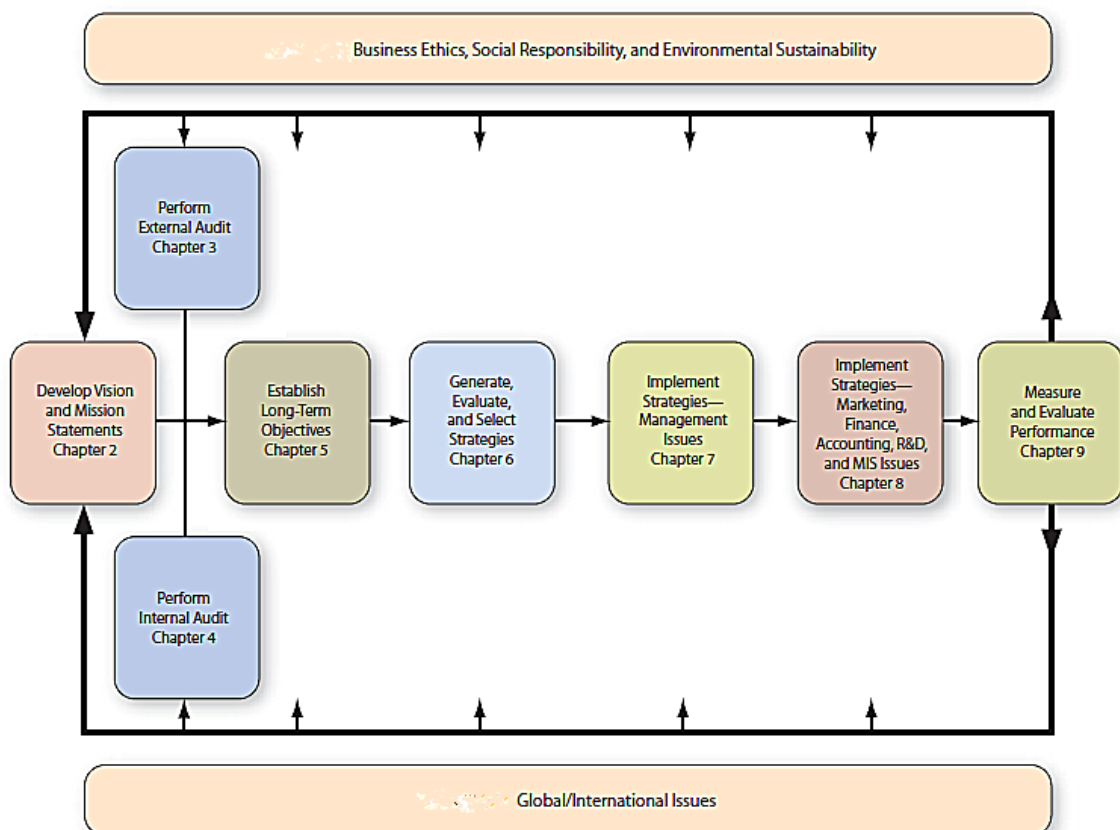 Business Ethics, Social Responsibility, and Environmental Sustainability
Perform
External Audit
Chapter 3
Develop Vision
and Mission
Statements
Chapter 2
Establish
Long-Term
Objectives
Chapter 5
Generate,
Evaluate,
and Select
Strategies
Chapter 6
Implement
Strategies—
Management
Issues
Chapter 7
Implement
Strategies—
Marketing,
Finance,
Accounting, R&D,
and MIS Issues
Chapter 8
Measure
and Evaluate
Performance
Chapter 9
Perform
Internal Audit
Chapter 4
Global/International Issues